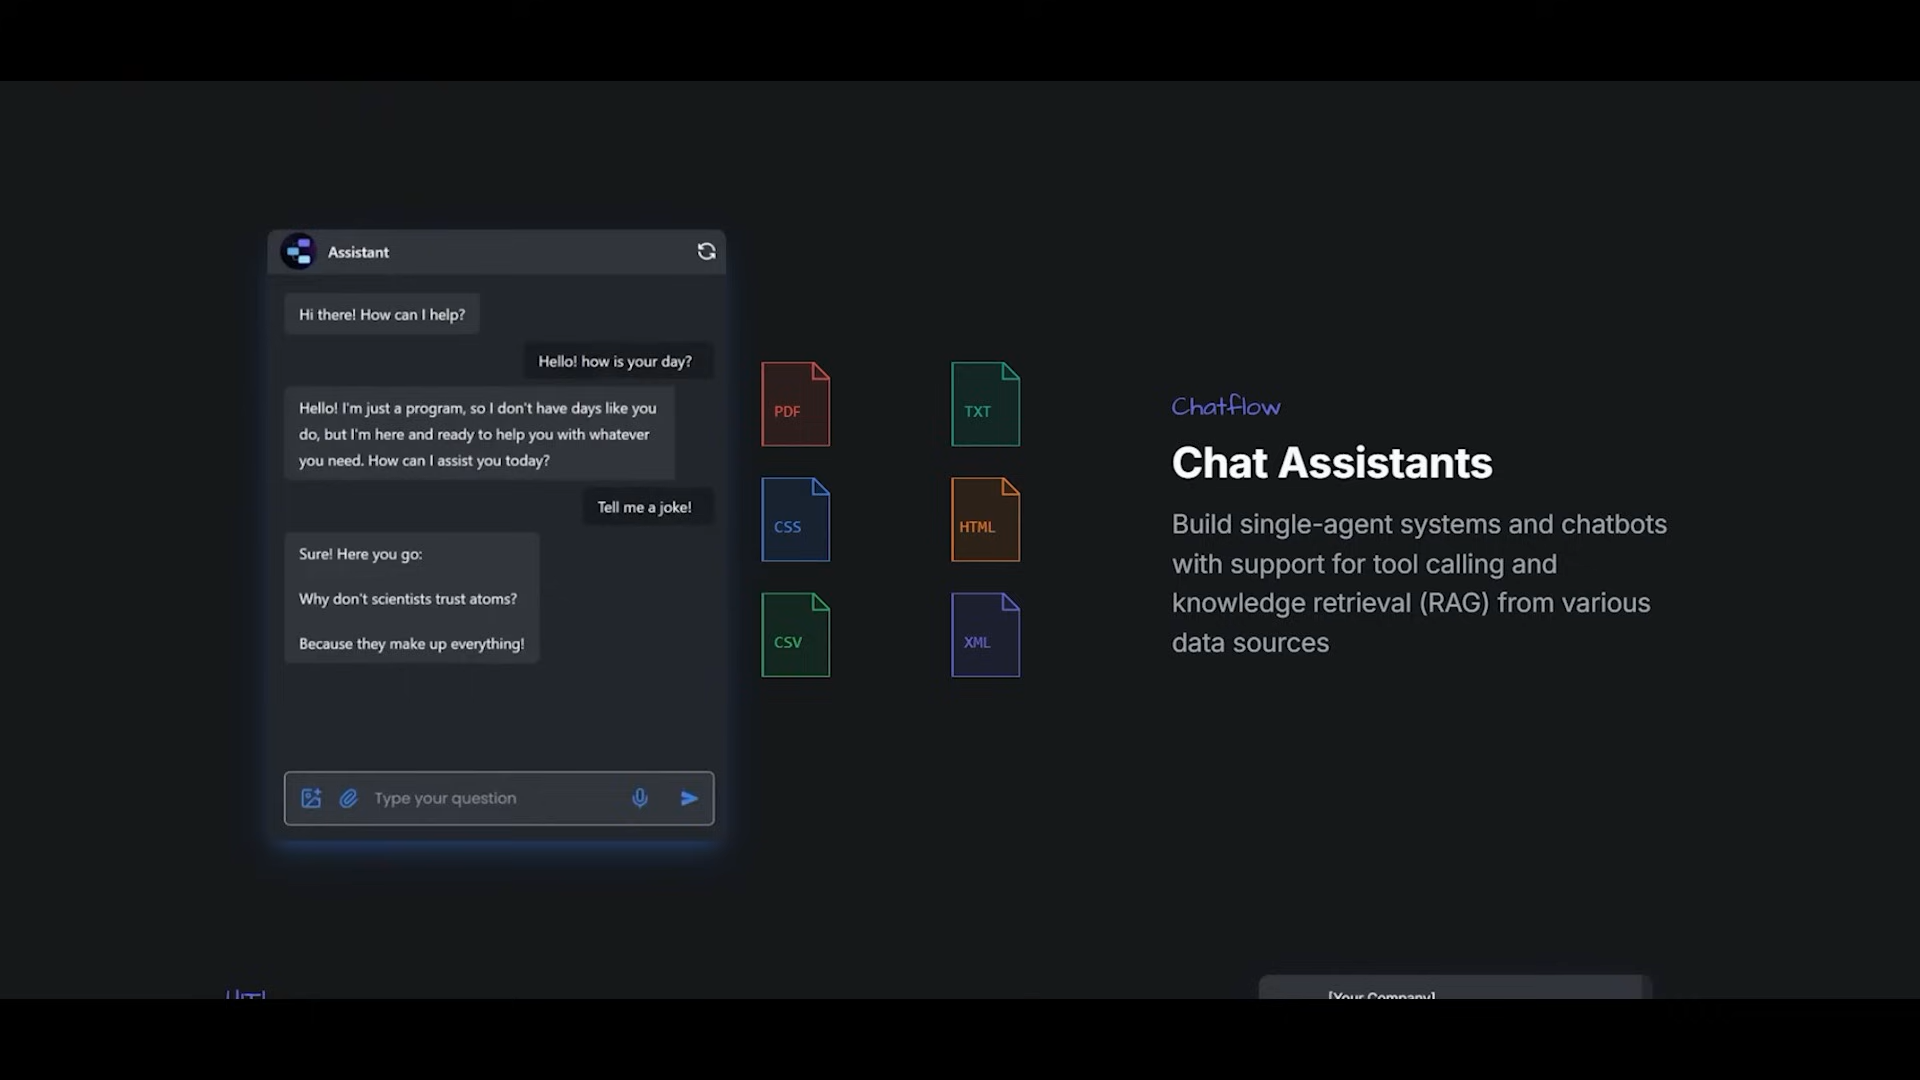 Assistant
Hi there! How can I help?
Hello! how is your day?
Hello! I'm just a program, so I don't have days like you
do, but I'm here and ready to help you with whatever
you need. How can I assist you today?
Tell me a joke!
Sure! Here you go:
Why don't scientists trust atoms?
Because they make up everything!
Type your question
PDF
TXT
CSS
HTML
CSV
XML
Chatflow
Chat Assistants
Build single-agent systems and chatbots
with support for tool calling and
knowledge retrieval (RAG) from various
data sources
[Your Company]